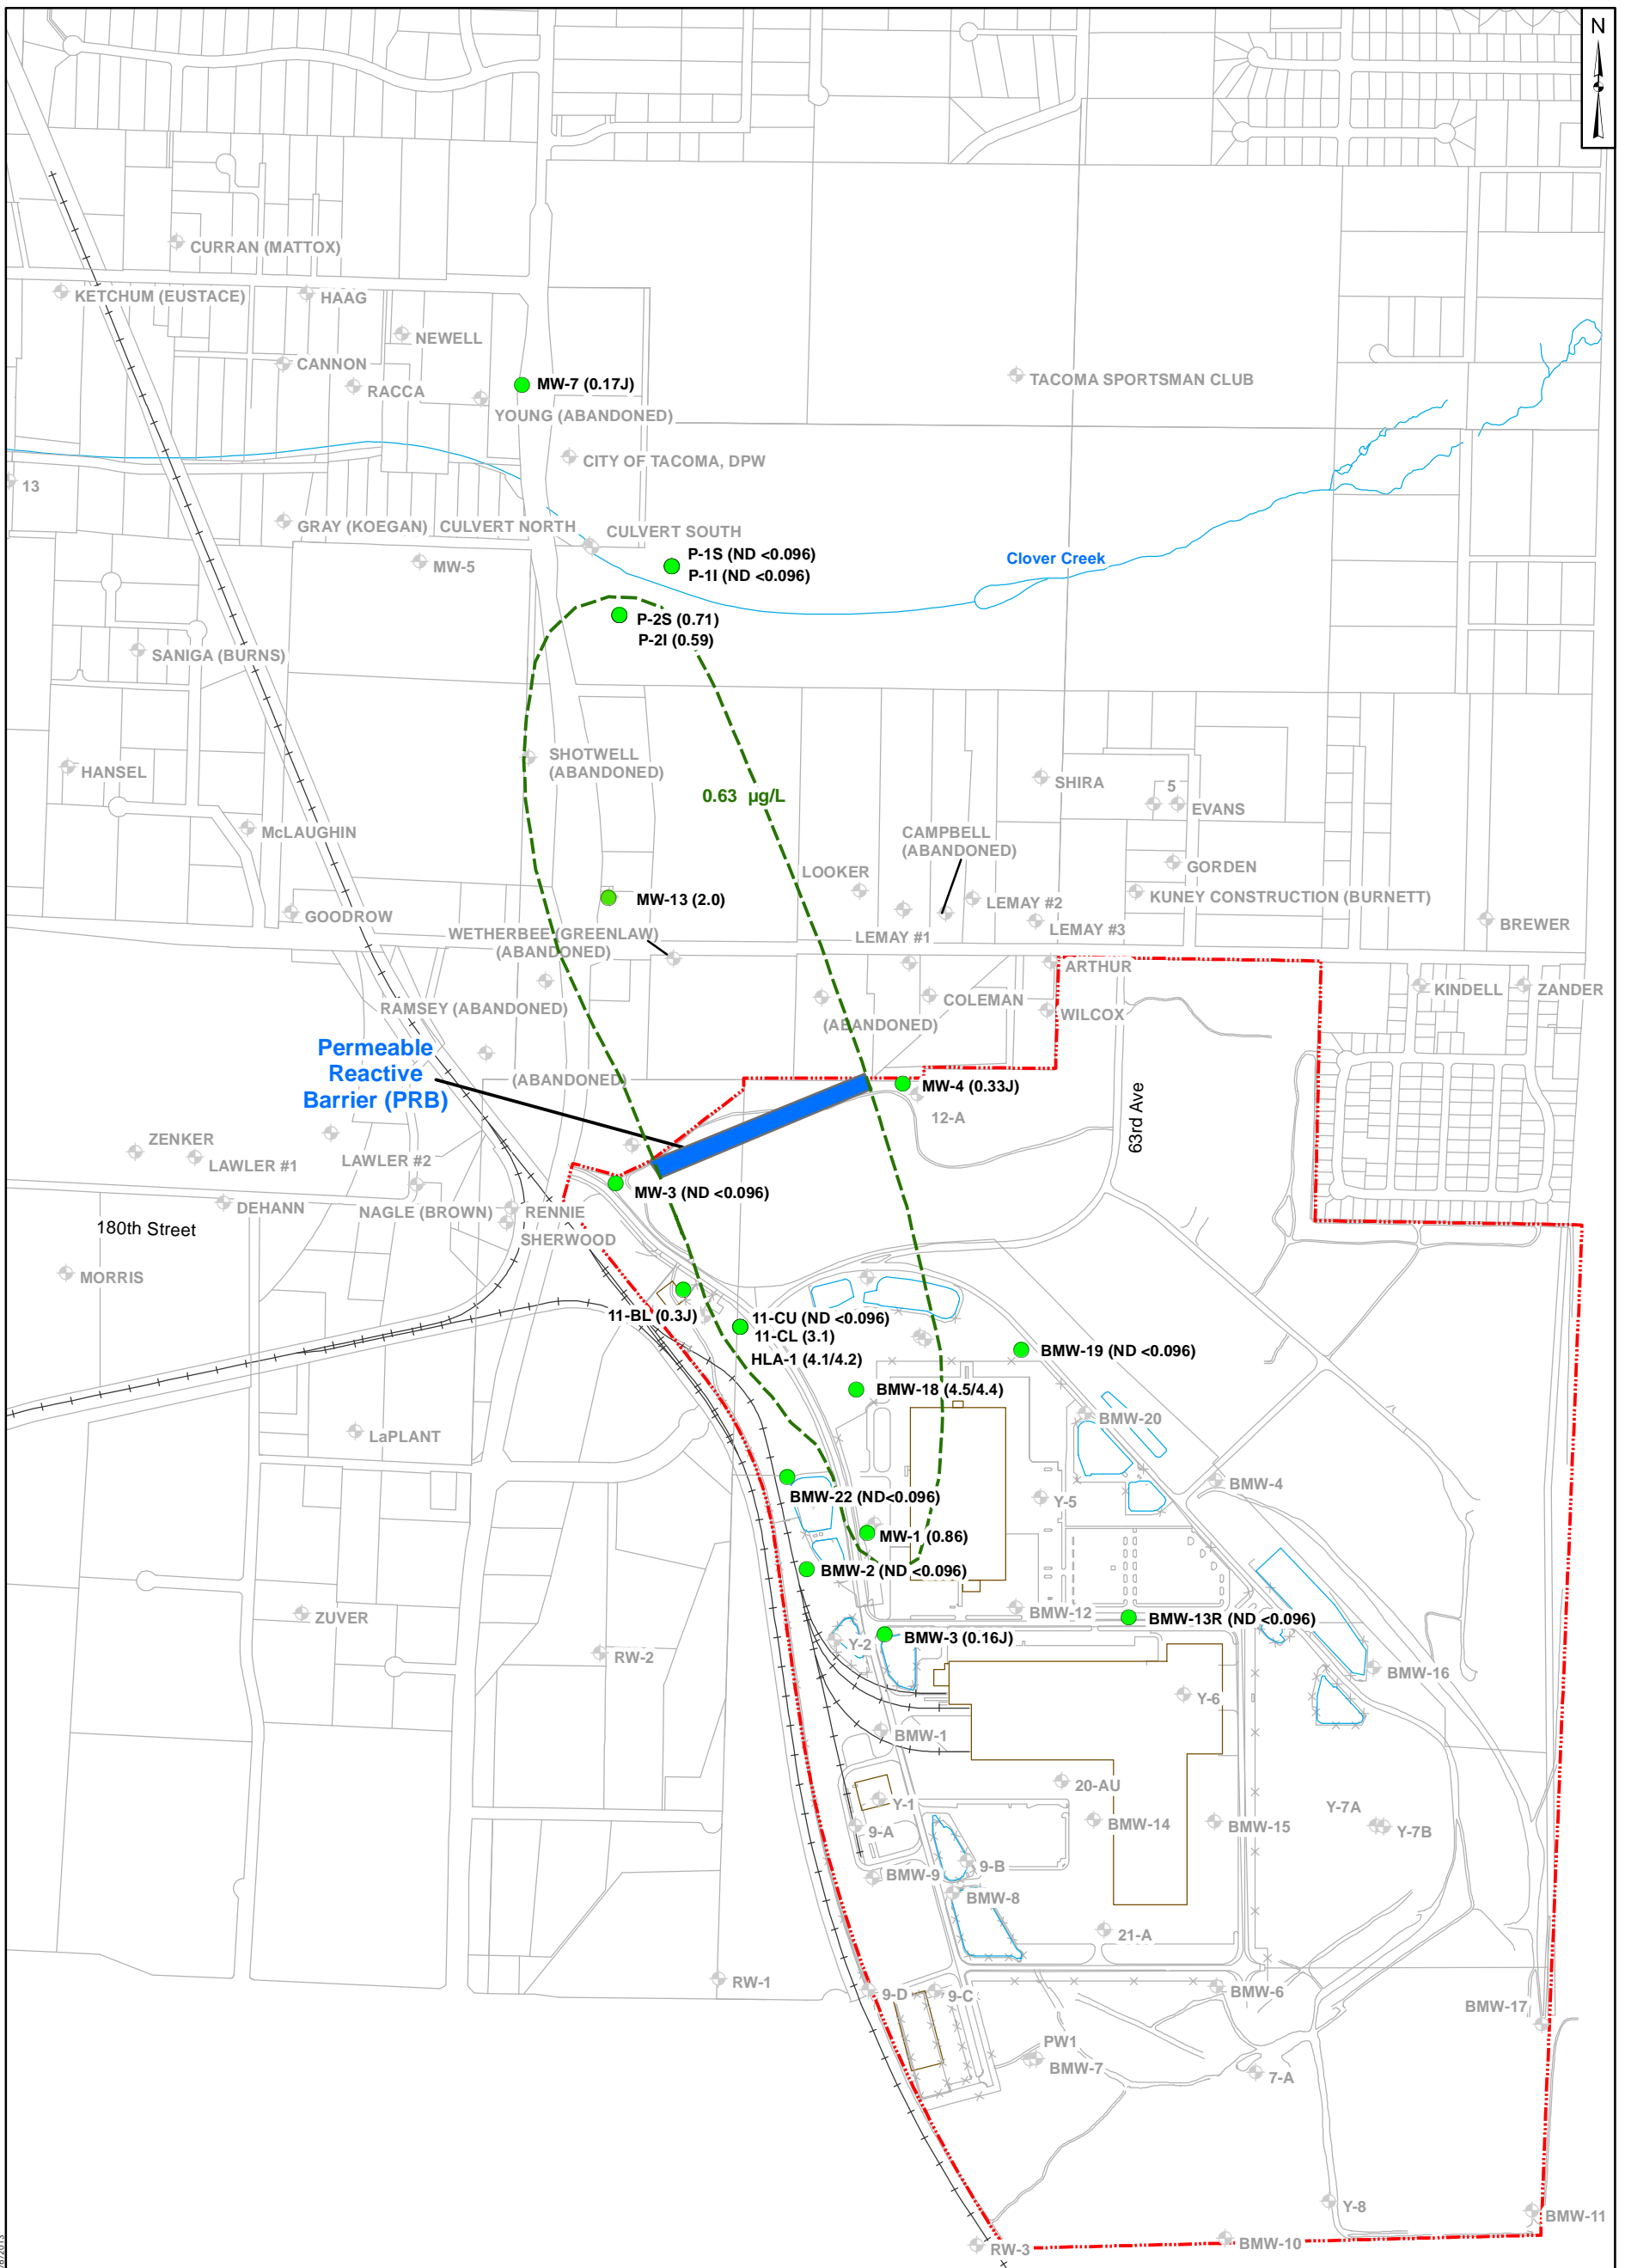 N
CURRAN (MATTOX)
KETCHUM (EUSTACE)
HAAG
NEWELL
CANNON
RACCA
MW-7 (0.17J)
TACOMA SPORTSMAN CLUB
YOUNG (ABANDONED)
CITY OF TACOMA, DPW
13
GRAY (KOEGAN)
CULVERT NORTH
CULVERT SOUTH
MW-5
P-1S (ND <0.096)
P-1I (ND <0.096)
Clover Creek
P-2S (0.71)
P-2I (0.59)
SANIGA (BURNS)
SHOTWELL
(ABANDONED)
HANSEL
0.63 µg/L
SHIRA
5
EVANS
McLAUGHIN
CAMPBELL
(ABANDONED)
LOOKER
GORDEN
MW-13 (2.0)
LEMAY #2
KUNEY CONSTRUCTION (BURNETT)
GOODROW
LEMAY #1
LEMAY #3
BREWER
WETHERBEE (GREENLAW)
(ABANDONED)
ARTHUR
KINDELL
ZANDER
RAMSEY (ABANDONED)
COLEMAN
WILCOX
(ABANDONED)
Permeable
Reactive
Barrier (PRB)
(ABANDONED)
MW-4 (0.33J)
12-A
63rd Ave
ZENKER
LAWLER #1
LAWLER #2
MW-3 (ND <0.096)
DEHANN
NAGLE (BROWN)
RENNIE
180th Street
SHERWOOD
MORRIS
11-BL (0.3J)
11-CU (ND <0.096)
11-CL (3.1)
HLA-1 (4.1/4.2)
BMW-19 (ND <0.096)
BMW-18 (4.5/4.4)
BMW-20
LaPLANT
BMW-4
BMW-22 (ND<0.096)
Y-5
MW-1 (0.86)
BMW-2 (ND <0.096)
ZUVER
BMW-12
BMW-13R (ND <0.096)
BMW-3 (0.16J)
Y-2
RW-2
BMW-16
Y-6
BMW-1
20-AU
Y-1
BMW-14
BMW-15
Y-7A
Y-7B
9-A
9-B
BMW-9
BMW-8
21-A
RW-1
9-D
9-C
BMW-6
BMW-17
PW1
BMW-7
7-A
Y-8
BMW-11
RW-3
BMW-10